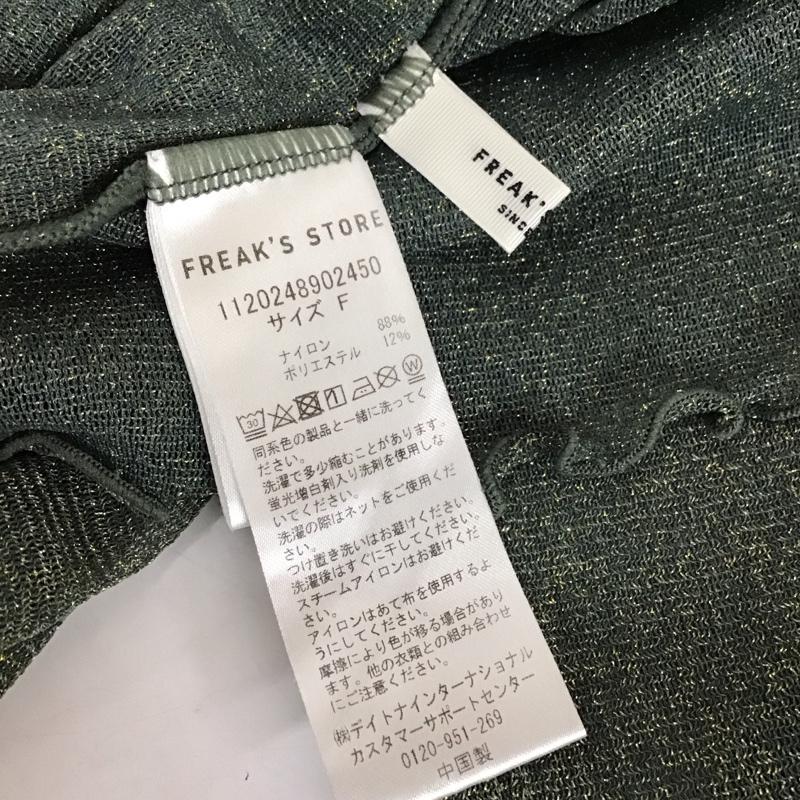 FREAK'S STORE
1120248902450
サイズ F
ナイロン 88%
ポリエステル 12%
30
W
同系色の製品と一緒に洗ってく
ださい。
洗濯で多少縮むことがあります。
蛍光増白剤入り洗剤を使用しな
いでください。
洗濯の際はネットをご使用くだ
さい。
つけ置き洗いはお避けください。
洗濯後はすぐに干してください。
スチームアイロンはお避けくだ
さい。
アイロンはあて布を使用するよ
うにしてください。
摩擦により色が移る場合があり
ます。他の衣類との組み合わせ
にご注意ください。
㈱デイトナインターナショナル
カスタマーサポートセンター
0120-951-269
中国製
FREAK'
SINC